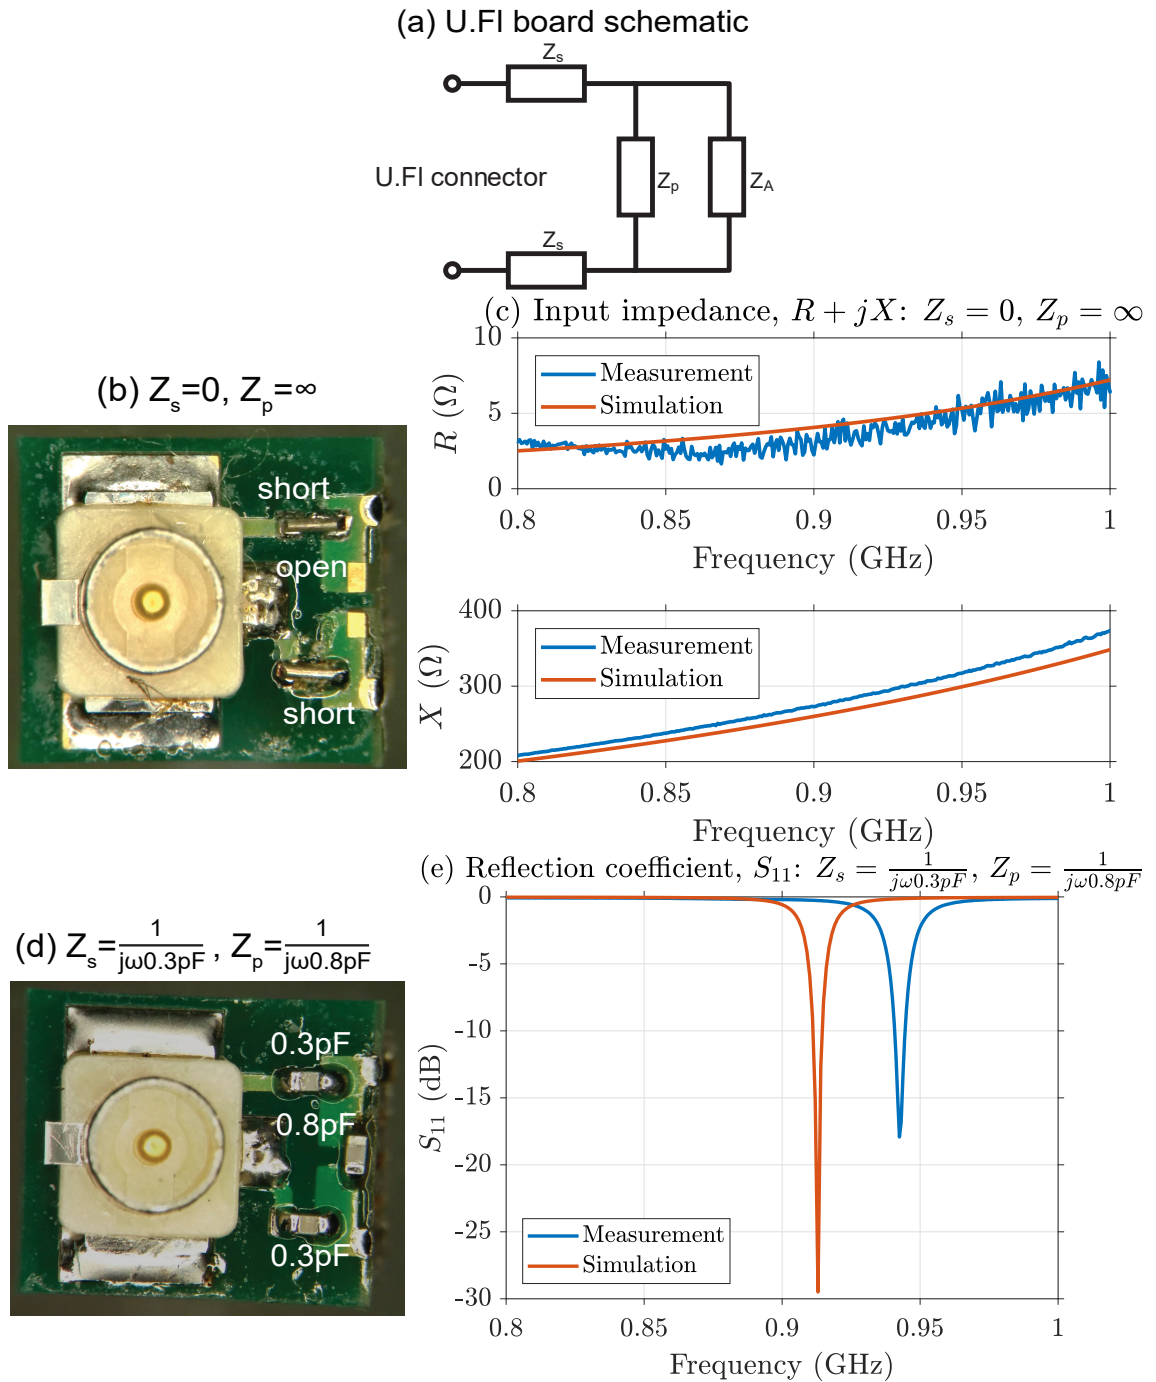 (a) U.Fl board schematic
Zs
U.Fl connector
Zp
ZA
Zs
(b) Zs=0, Zp=∞
short
open
short
(c) Input impedance, R + jX: Zs = 0, Zp = ∞
10
5
0
R (Ω)
Measurement
Simulation
0.8 0.85 0.9 0.95 1
Frequency (GHz)
400
300
200
X (Ω)
Measurement
Simulation
0.8 0.85 0.9 0.95 1
Frequency (GHz)
(d) Zs=1/jω0.3pF , Zp=1/jω0.8pF
0.3pF
0.8pF
0.3pF
(e) Reflection coefficient, S11: Zs = 1/jω0.3pF, Zp = 1/jω0.8pF
0
-5
-10
-15
-20
-25
-30
S11 (dB)
Measurement
Simulation
0.8 0.85 0.9 0.95 1
Frequency (GHz)